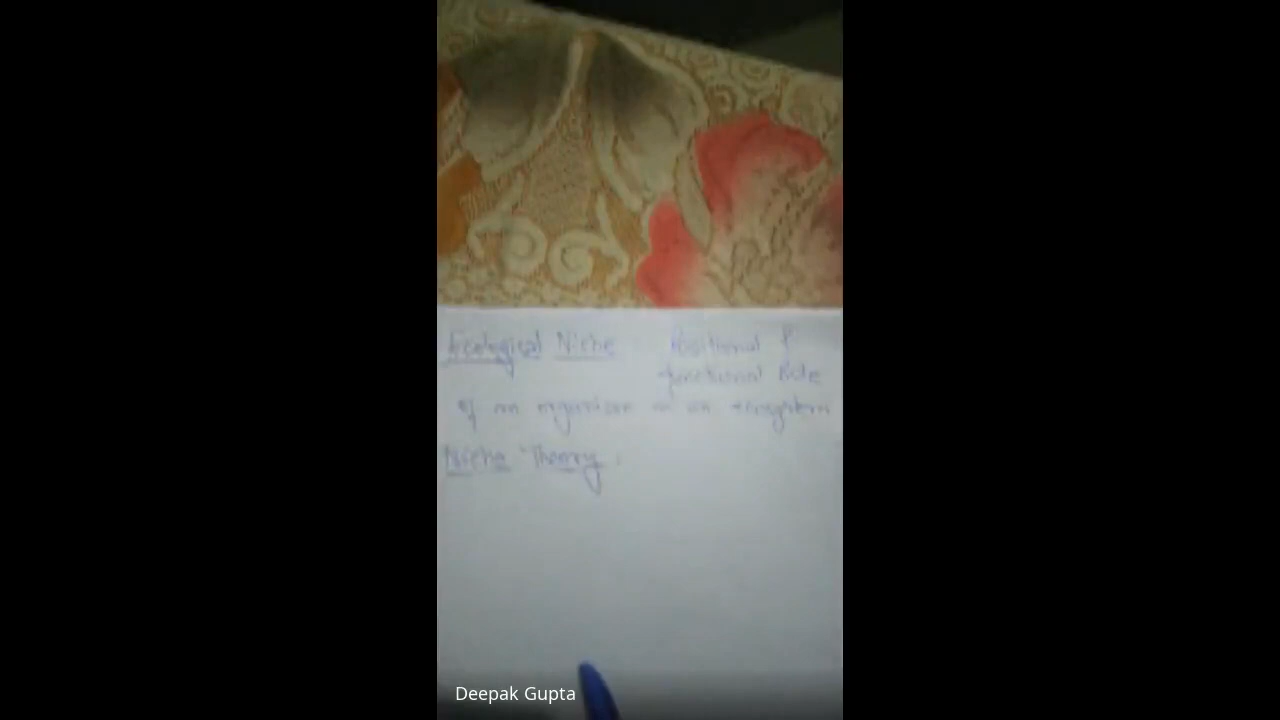 Ecological Niche Positional &
functional Role
of an organism in an ecosystem
Niche Theory :
Deepak Gupta